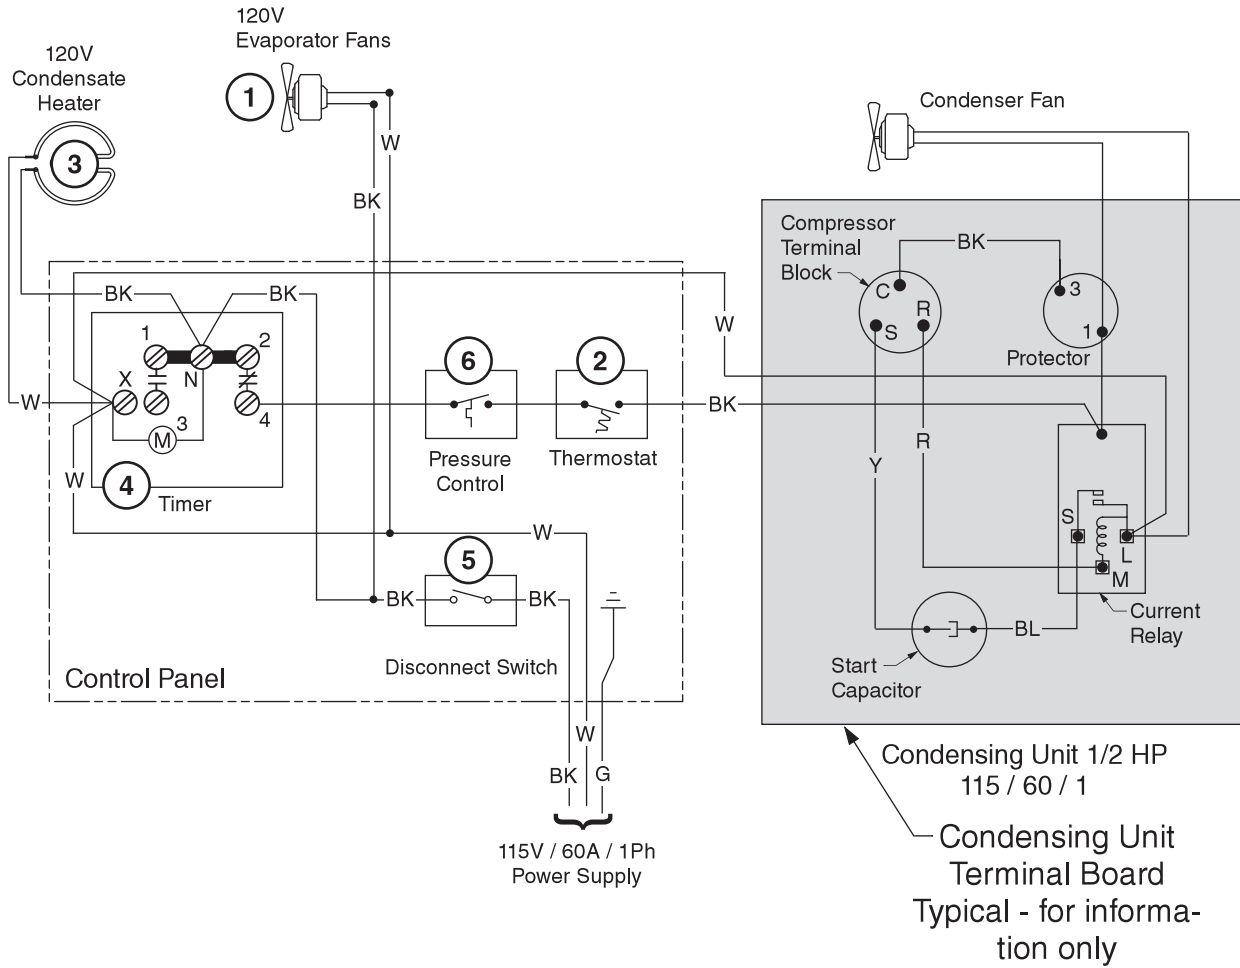 120V
Evaporator Fans
1
120V
Condensate
Heater
3
Condenser Fan
W
BK
Compressor
Terminal
Block
BK
C
R
S
3
1
Protector
BK
BK
W
1
2
X
N
3
4
M
W
W
4
Timer
6
Pressure
Control
2
Thermostat
BK
R
Y
S
L
M
Current
Relay
W
5
BK
BK
Disconnect Switch
BL
Start
Capacitor
Control Panel
W
BK
G
115V / 60A / 1Ph
Power Supply
Condensing Unit 1/2 HP
115 / 60 / 1
Condensing Unit
Terminal Board
Typical - for informa-
tion only